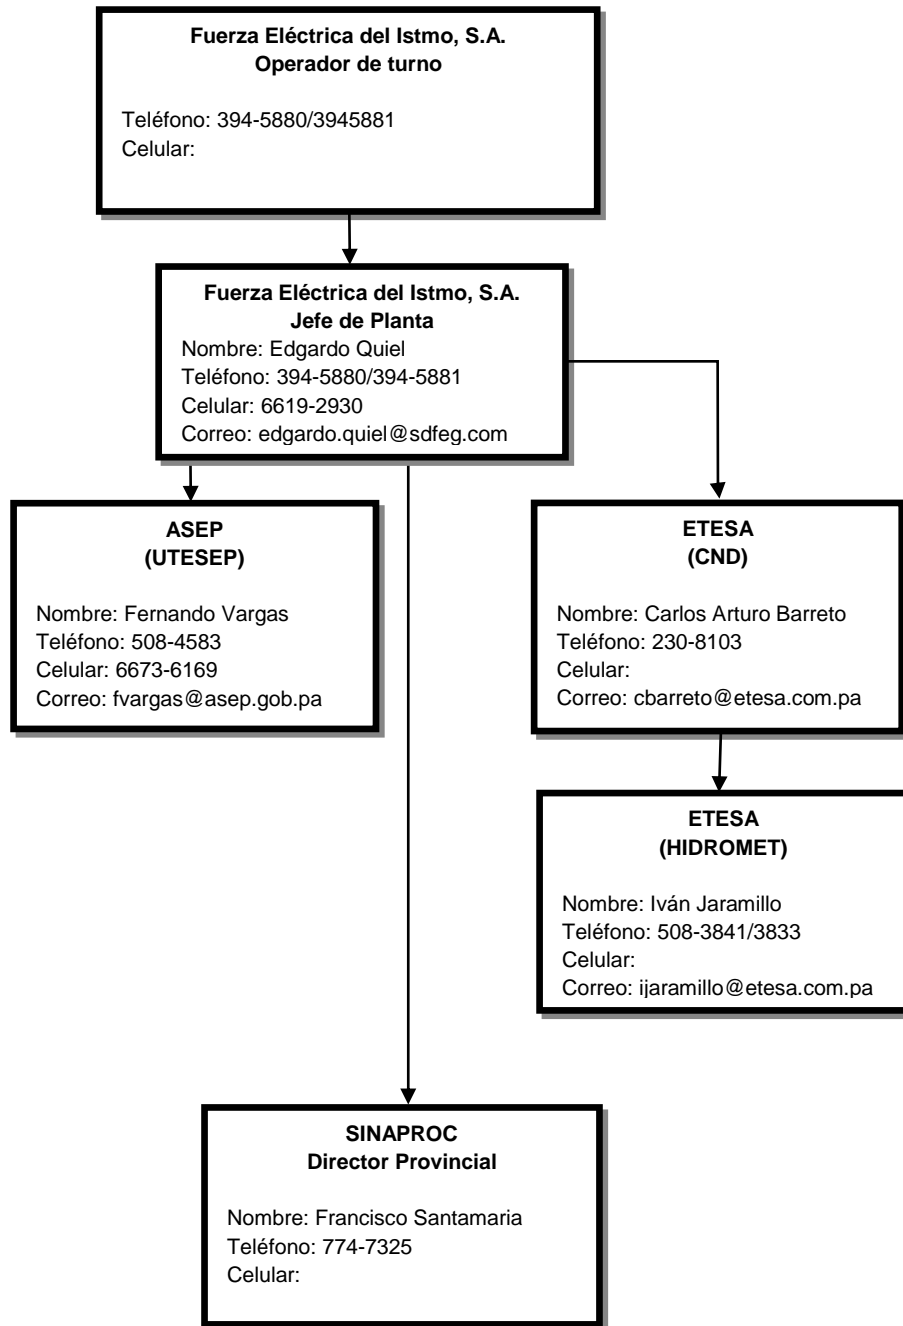 Fuerza Eléctrica del Istmo, S.A.
Operador de turno
Teléfono: 394-5880/3945881
Celular:
Fuerza Eléctrica del Istmo, S.A.
Jefe de Planta
Nombre: Edgardo Quiel
Teléfono: 394-5880/394-5881
Celular: 6619-2930
Correo: edgardo.quiel@sdfeg.com
ASEP
(UTESEP)
Nombre: Fernando Vargas
Teléfono: 508-4583
Celular: 6673-6169
Correo: fvargas@asep.gob.pa
ETESA
(CND)
Nombre: Carlos Arturo Barreto
Teléfono: 230-8103
Celular:
Correo: cbarreto@etesa.com.pa
ETESA
(HIDROMET)
Nombre: Iván Jaramillo
Teléfono: 508-3841/3833
Celular:
Correo: ijaramillo@etesa.com.pa
SINAPROC
Director Provincial
Nombre: Francisco Santamaria
Teléfono: 774-7325
Celular: